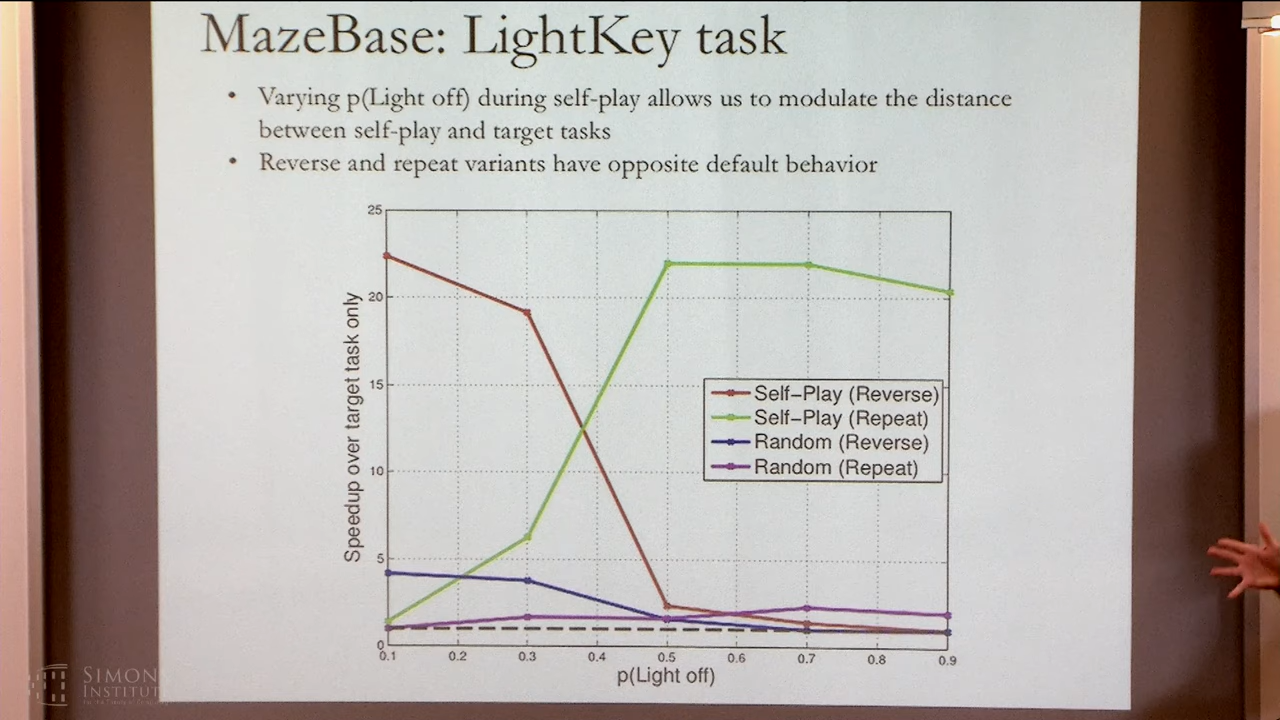 MazeBase: LightKey task
• Varying p(Light off) during self-play allows us to modulate the distance
between self-play and target tasks
• Reverse and repeat variants have opposite default behavior
25
20
15
10
5
0
Speedup over target task only
Self-Play (Reverse)
Self-Play (Repeat)
Random (Reverse)
Random (Repeat)
0.1 0.2 0.3 0.4 0.5 0.6 0.7 0.8 0.9
p(Light off)
SIMON
INSTITUT